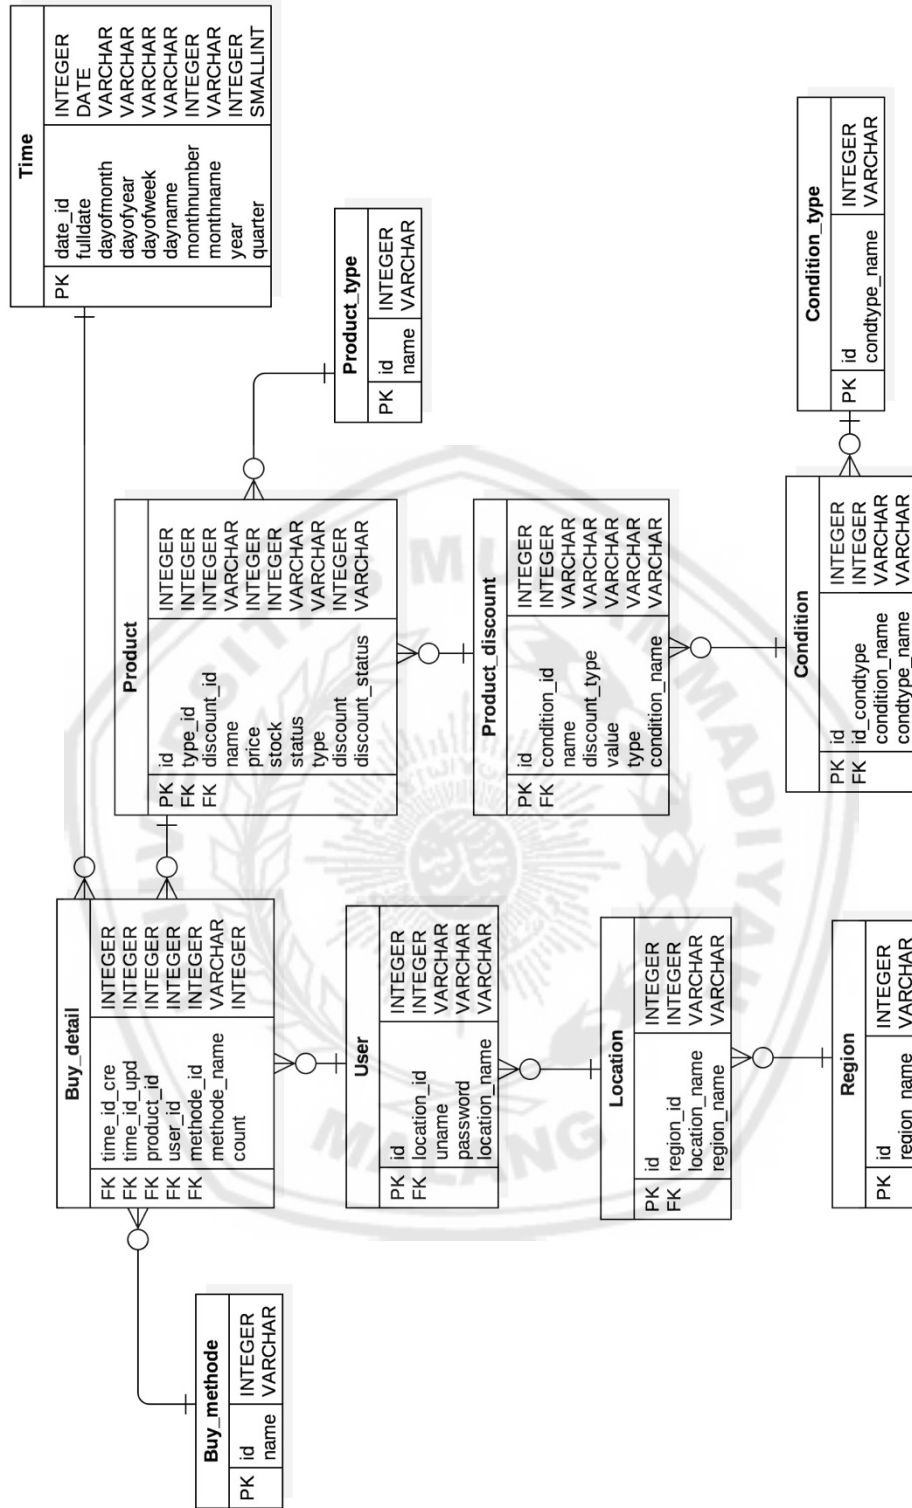 Buy_methode
PK id INTEGER
name VARCHAR
Buy_detail
FK time_id_cre INTEGER
FK time_id_upd INTEGER
FK product_id INTEGER
FK user_id INTEGER
FK methode_id INTEGER
methode_name VARCHAR
count INTEGER
Time
PK date_id INTEGER
fulldate DATE
dayofmonth VARCHAR
dayofyear VARCHAR
dayofweek VARCHAR
dayname VARCHAR
monthnumber INTEGER
monthname VARCHAR
year INTEGER
quarter SMALLINT
Product
PK id INTEGER
FK type_id INTEGER
FK discount_id INTEGER
name VARCHAR
price INTEGER
stock INTEGER
status VARCHAR
type VARCHAR
discount INTEGER
discount_status VARCHAR
Product_type
PK id INTEGER
name VARCHAR
User
PK id INTEGER
FK location_id INTEGER
uname VARCHAR
password VARCHAR
location_name VARCHAR
Product_discount
PK id INTEGER
FK condition_id INTEGER
name VARCHAR
discount_type VARCHAR
value VARCHAR
type VARCHAR
condition_name VARCHAR
Location
PK id INTEGER
FK region_id INTEGER
location_name VARCHAR
region_name VARCHAR
Condition
PK id INTEGER
FK id_condtype INTEGER
condition_name VARCHAR
condtype_name VARCHAR
Condition_type
PK id INTEGER
condtype_name VARCHAR
Region
PK id INTEGER
region_name VARCHAR
MALANG